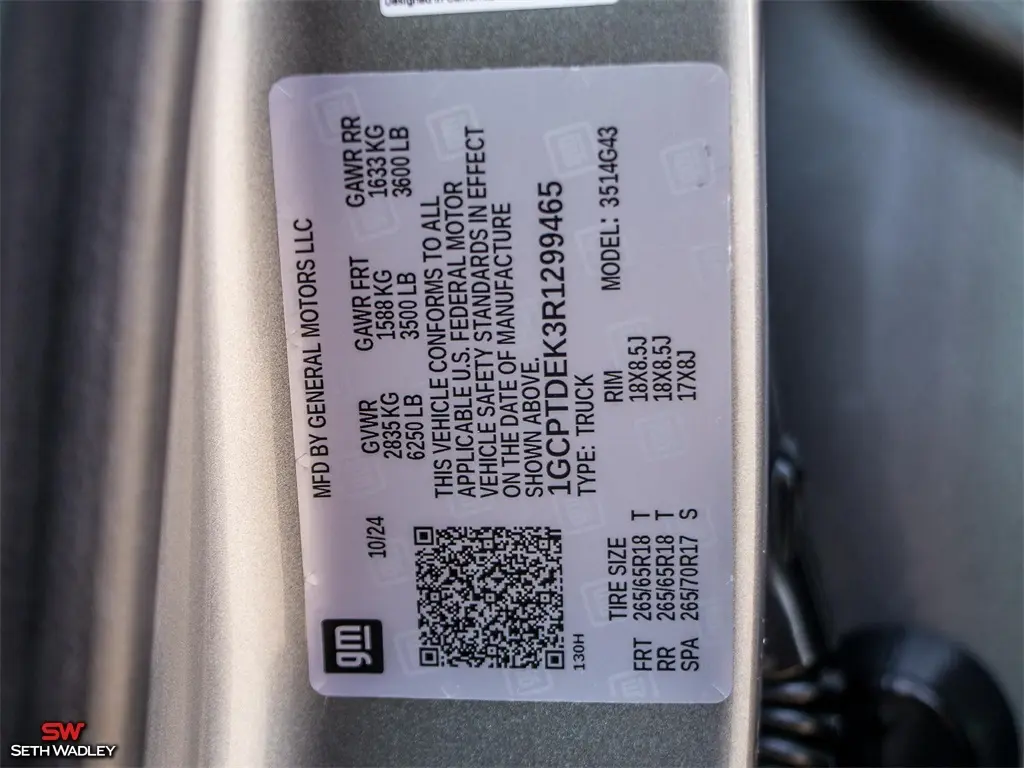 MFD BY GENERAL MOTORS LLC
10/24
GVWR GAWR FRT GAWR RR
2835 KG 1588 KG 1633 KG
6250 LB 3500 LB 3600 LB
THIS VEHICLE CONFORMS TO ALL
APPLICABLE U.S. FEDERAL MOTOR
VEHICLE SAFETY STANDARDS IN EFFECT
ON THE DATE OF MANUFACTURE
SHOWN ABOVE.
1GCPTDEK3R1299465
TYPE: TRUCK MODEL: 3514G43
gm
130H
TIRE SIZE RIM
FRT 265/65R18 T 18X8.5J
RR 265/65R18 T 18X8.5J
SPA 265/70R17 S 17X8J
SW
SETH WADLEY